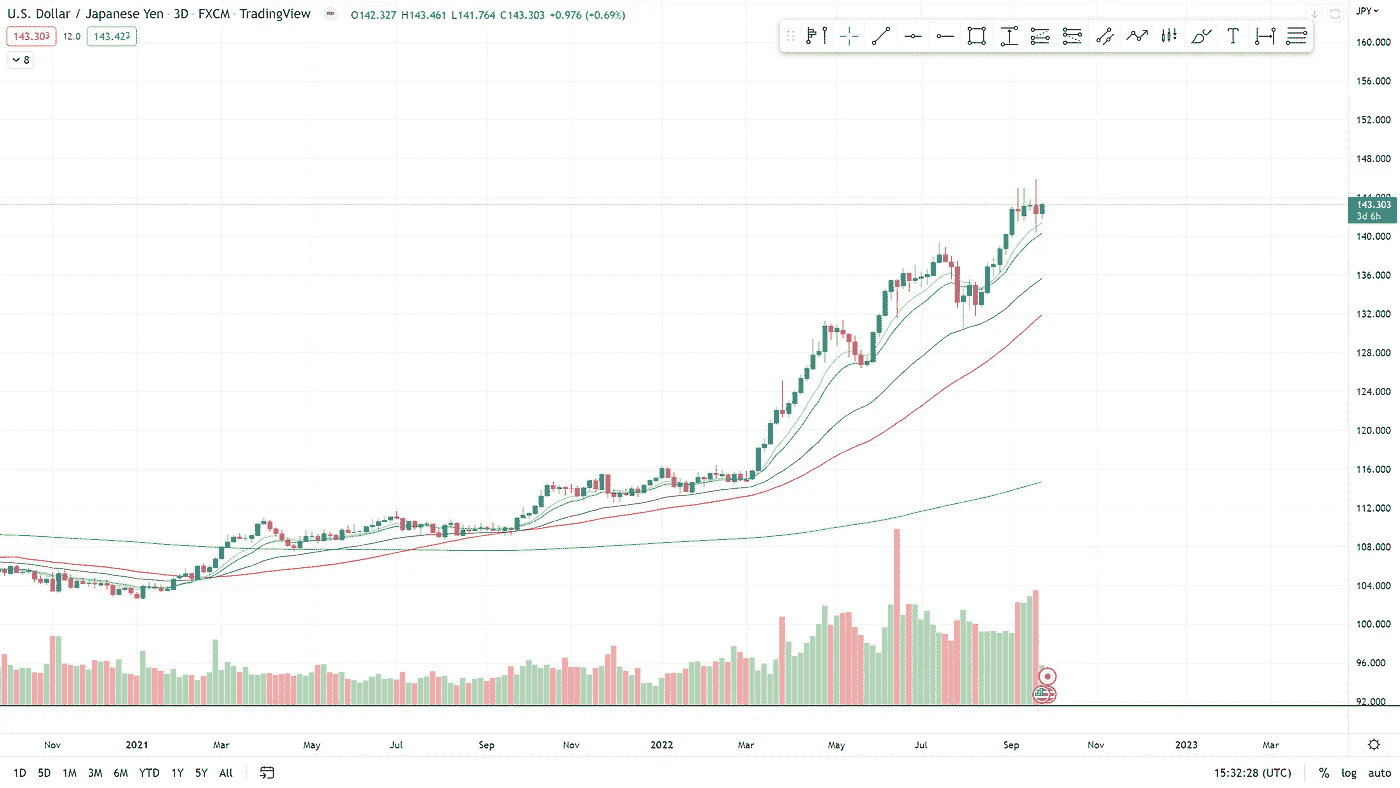 U.S. Dollar / Japanese Yen · 3D · FXCM · TradingView O142.327 H143.461 L141.764 C143.303 +0.976 (+0.69%)
JPY
143.303 12.0 143.423
8
T
160.000
156.000
152.000
148.000
144.000
143.303
3d 6h
140.000
136.000
132.000
128.000
124.000
120.000
116.000
112.000
108.000
104.000
100.000
96.000
92.000
Nov 2021 Mar May Jul Sep Nov 2022 Mar May Jul Sep Nov 2023 Mar
1D 5D 1M 3M 6M YTD 1Y 5Y All 15:32:28 (UTC) % log auto